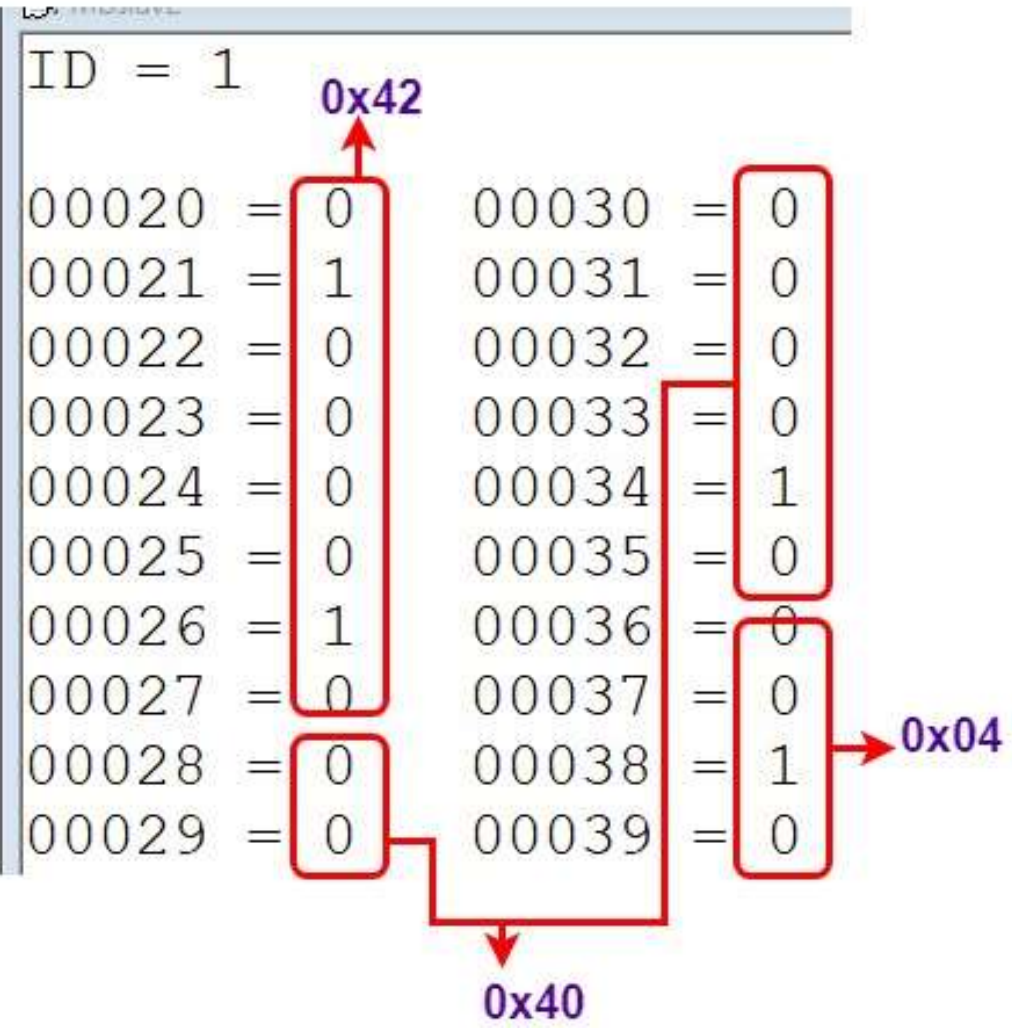 ID = 1
0x42
00020 = 0 00030 = 0
00021 = 1 00031 = 0
00022 = 0 00032 = 0
00023 = 0 00033 = 0
00024 = 0 00034 = 1
00025 = 0 00035 = 0
00026 = 1 00036 = 0
00027 = 0 00037 = 0
0x04
00028 = 0 00038 = 1
00029 = 0 00039 = 0
0x40